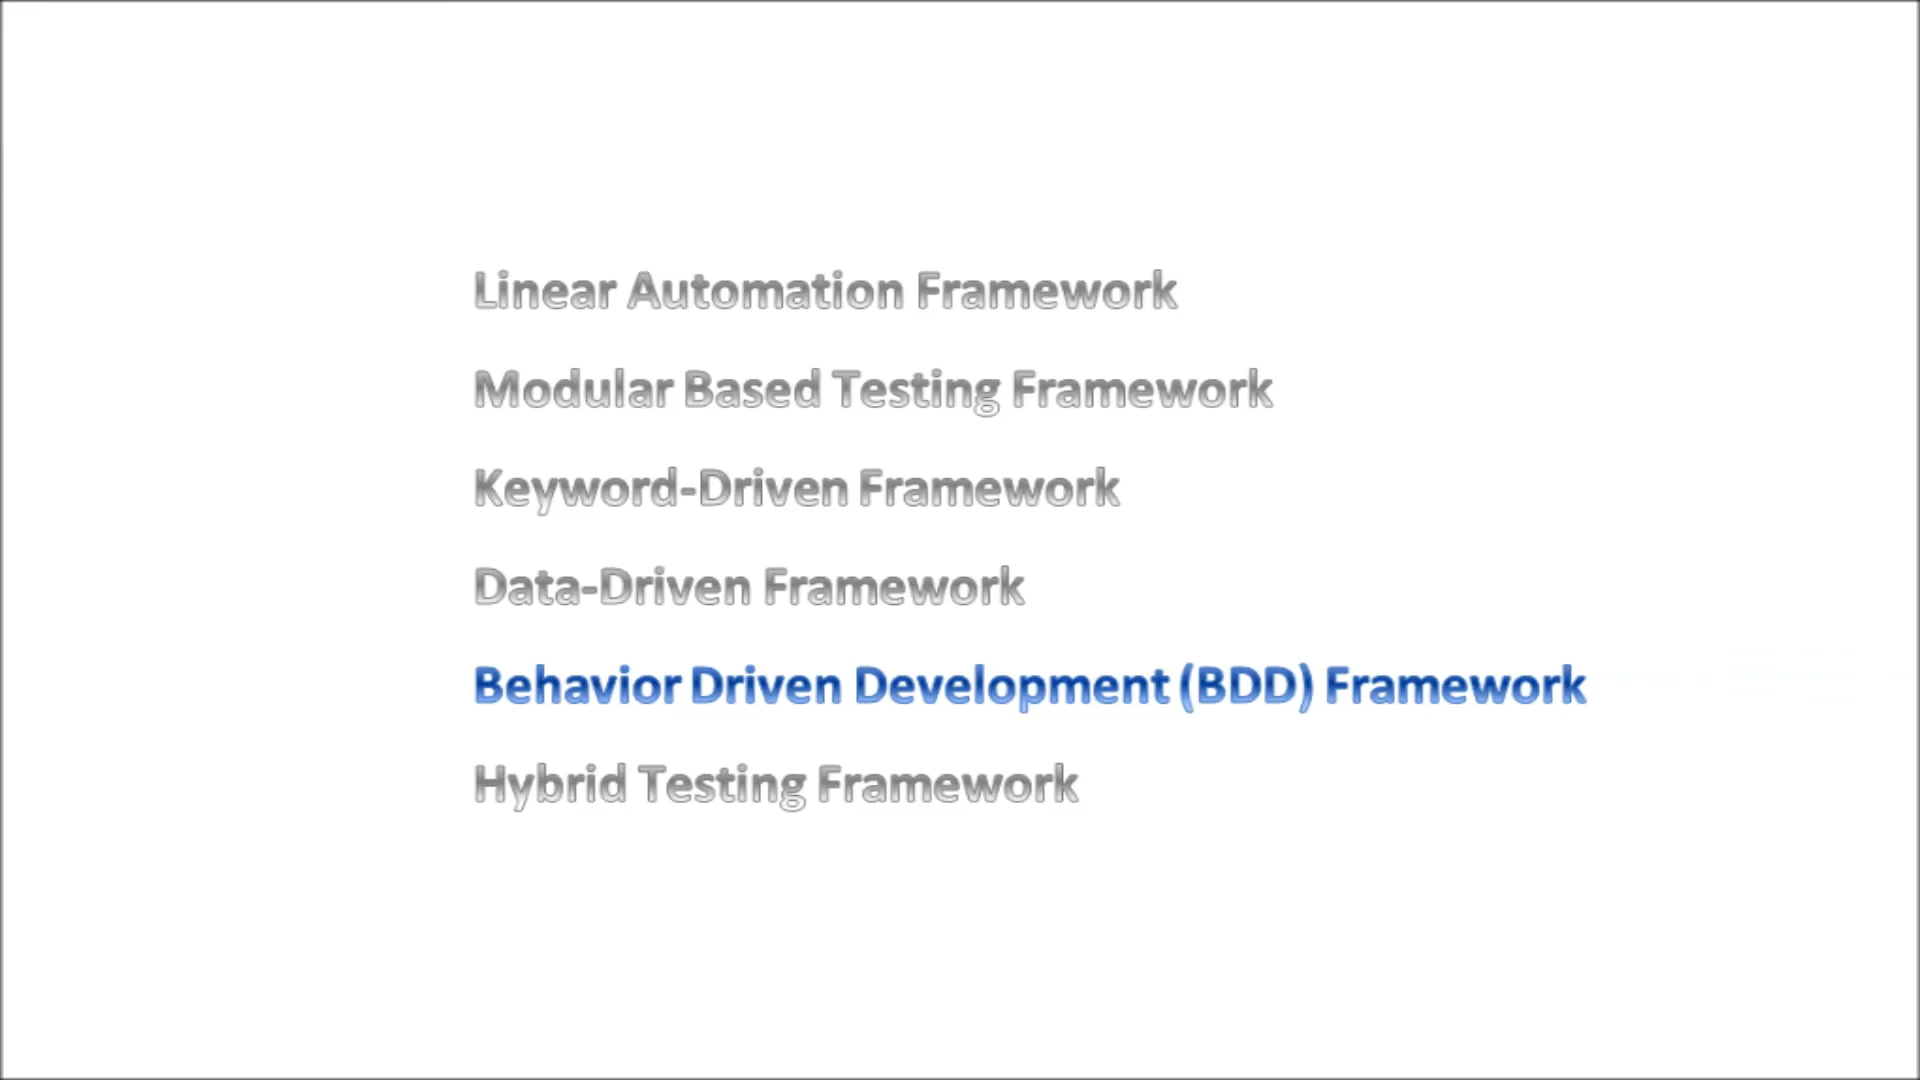 Linear Automation Framework
Modular Based Testing Framework
Keyword-Driven Framework
Data-Driven Framework
Behavior Driven Development (BDD) Framework
Hybrid Testing Framework